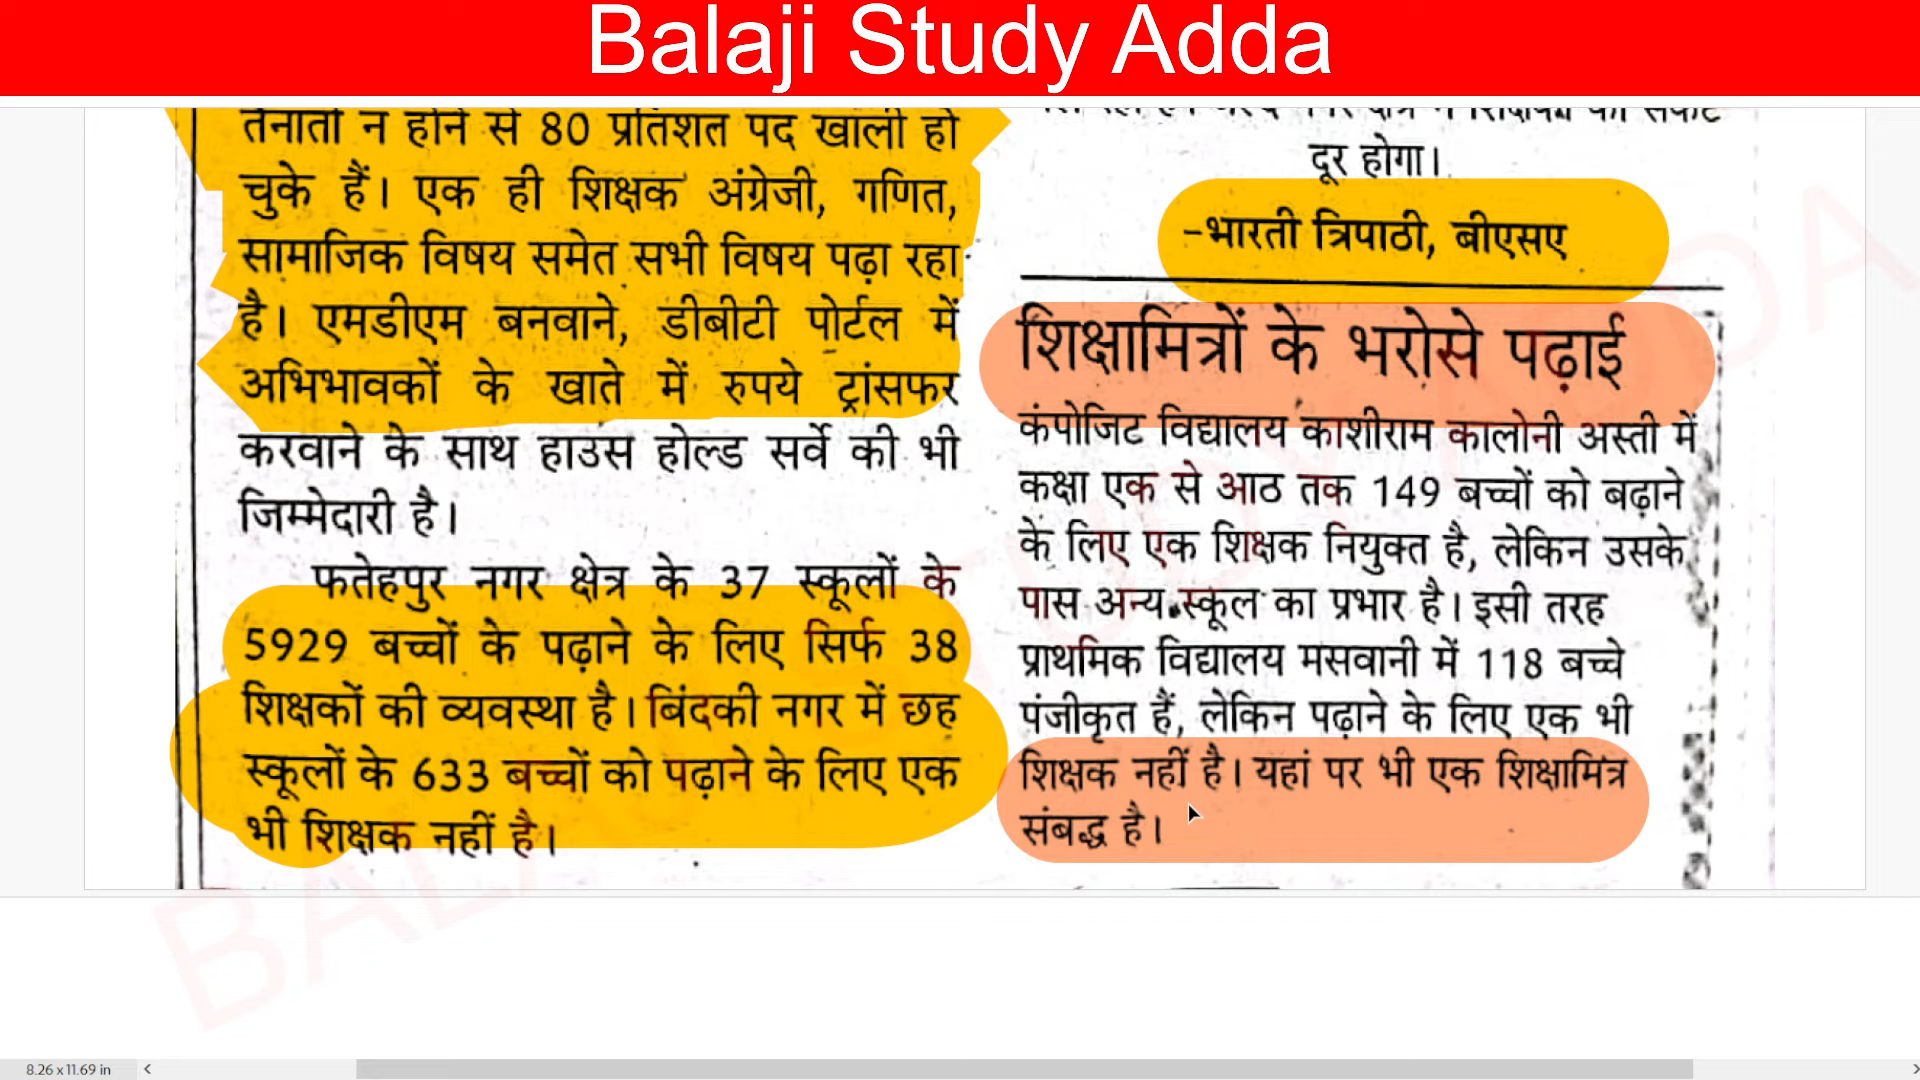 Balaji Study Adda
तैनाती न होने से 80 प्रतिशत पद खाली हो
चुके हैं। एक ही शिक्षक अंग्रेजी, गणित,
सामाजिक विषय समेत सभी विषय पढ़ा रहा
है। एमडीएम बनवाने, डीबीटी पोर्टल में
अभिभावकों के खाते में रुपये ट्रांसफर
करवाने के साथ हाउस होल्ड सर्वे की भी
जिम्मेदारी है।
फतेहपुर नगर क्षेत्र के 37 स्कूलों के
5929 बच्चों के पढ़ाने के लिए सिर्फ 38
शिक्षकों की व्यवस्था है। बिंदकी नगर में छह
स्कूलों के 633 बच्चों को पढ़ाने के लिए एक
भी शिक्षक नहीं है।
दूर होगा।
-भारती त्रिपाठी, बीएसए
शिक्षामित्रों के भरोसे पढ़ाई
कंपोजिट विद्यालय काशीराम कालोनी अस्ती में
कक्षा एक से आठ तक 149 बच्चों को बढ़ाने
के लिए एक शिक्षक नियुक्त है, लेकिन उसके
पास अन्य स्कूल का प्रभार है। इसी तरह
प्राथमिक विद्यालय मसवानी में 118 बच्चे
पंजीकृत हैं, लेकिन पढ़ाने के लिए एक भी
शिक्षक नहीं है। यहां पर भी एक शिक्षामित्र
संबद्ध है।
8.26 x 11.69 in